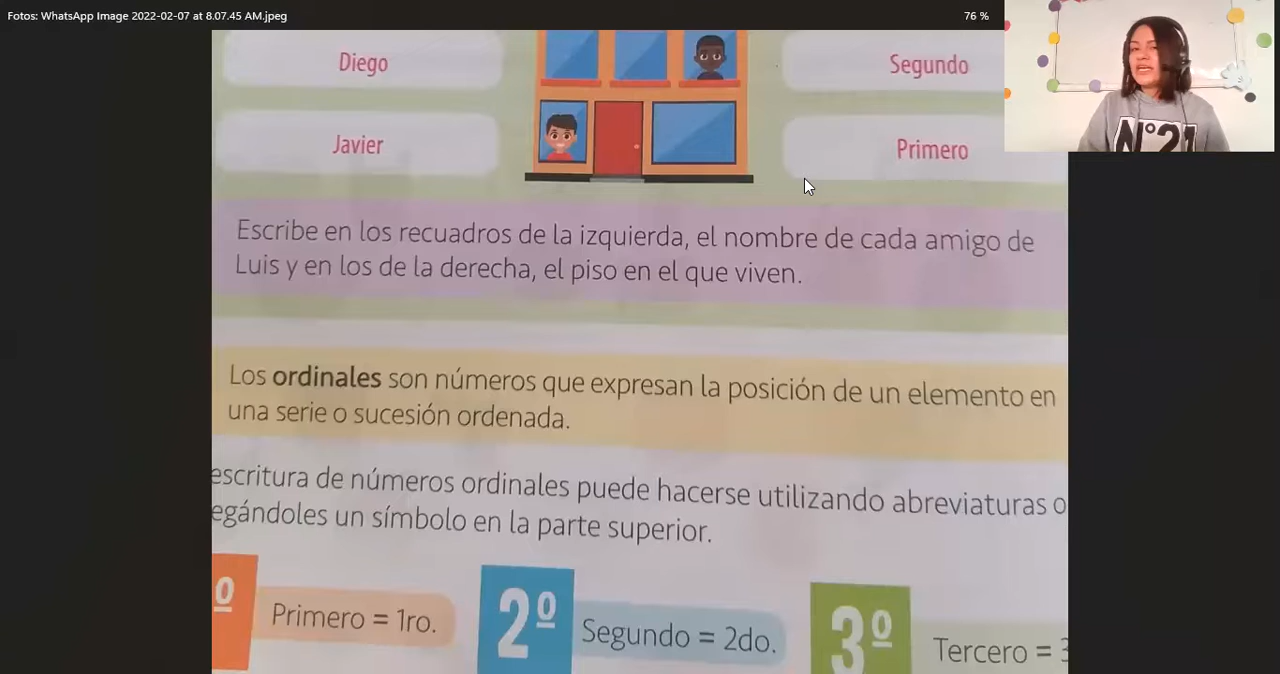 Fotos: WhatsApp Image 2022-02-07 at 8.07.45 AM.jpeg
76 %
Diego
Segundo
Javier
Primero
N°21
Escribe en los recuadros de la izquierda, el nombre de cada amigo de
Luis y en los de la derecha, el piso en el que viven.
Los ordinales son números que expresan la posición de un elemento en
una serie o sucesión ordenada.
escritura de números ordinales puede hacerse utilizando abreviaturas o
egándoles un símbolo en la parte superior.
º
Primero = 1ro.
2º
Segundo = 2do.
3º
Tercero = 3